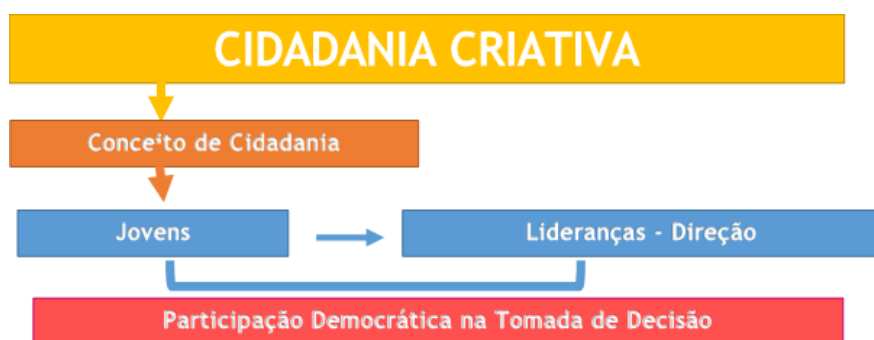 CIDADANIA CRIATIVA
Conceito de Cidadania
Jovens
Lideranças - Direção
Participação Democrática na Tomada de Decisão